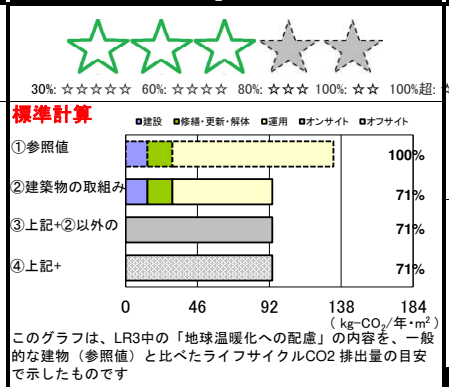 30%: ☆☆☆☆☆ 60%: ☆☆☆☆ 80%: ☆☆☆ 100%: ☆☆ 100%超:
標準計算
建設 修繕・更新・解体 運用 オンサイト オフサイト
①参照値 100%
②建築物の取組み 71%
③上記+②以外の 71%
④上記+ 71%
0 46 92 138 184
( kg-CO2/年・m² )
このグラフは、LR3中の「地球温暖化への配慮」の内容を、一般
的な建物（参照値）と比べたライフサイクルCO2 排出量の目安
で示したものです